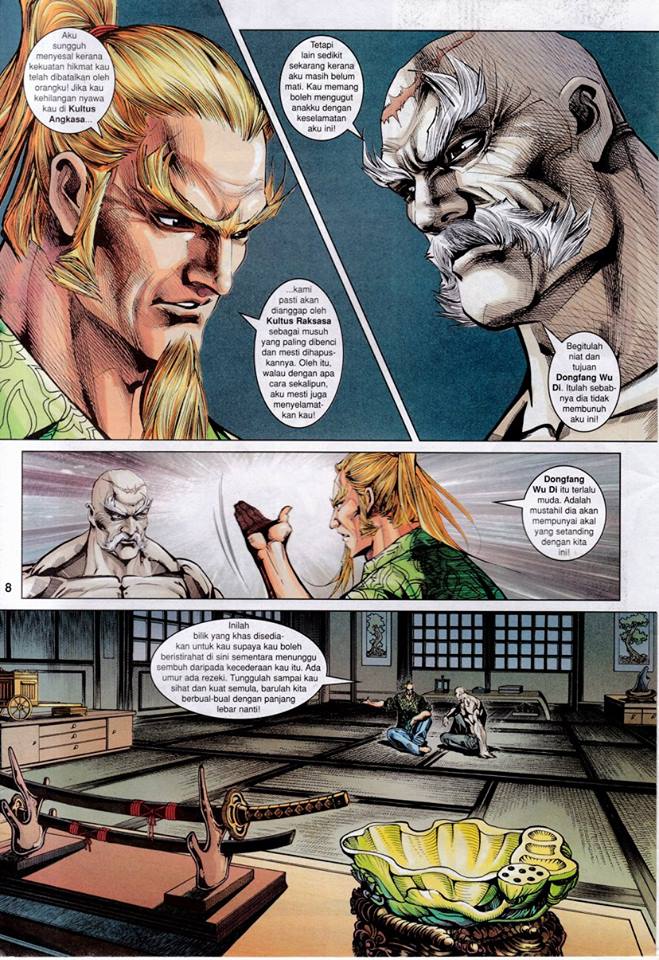 Aku
sungguh
menyesal kerana
kekuatan hikmat kau
telah dibatalkan oleh
orangku! Jika kau
kehilangan nyawa
kau di Kultus
Angkasa...
...kami
pasti akan
dianggap oleh
Kultus Raksasa
sebagai musuh
yang paling dibenci
dan mesti dihapus-
kannya. Oleh itu,
walau dengan apa
cara sekalipun,
aku mesti juga
menyelamat-
kan kau!
Tetapi
lain sedikit
sekarang kerana
aku masih belum
mati. Kau memang
boleh mengugut
anakku dengan
keselamatan
aku ini!
Begitulah
niat dan
tujuan
Dongfang Wu
Di. Itulah sebab-
nya dia tidak
membunuh
aku ini!
Dongfang
Wu Di itu terlalu
muda. Adalah
mustahil dia akan
mempunyai akal
yang setanding
dengan kita
ini!
8
Inilah
bilik yang khas disedia-
kan untuk kau supaya kau boleh
beristirahat di sini sementara menunggu
sembuh daripada kecederaan kau itu. Ada
umur ada rezeki. Tunggulah sampai kau
sihat dan kuat semula, barulah kita
berbual-bual dengan panjang
lebar nanti!